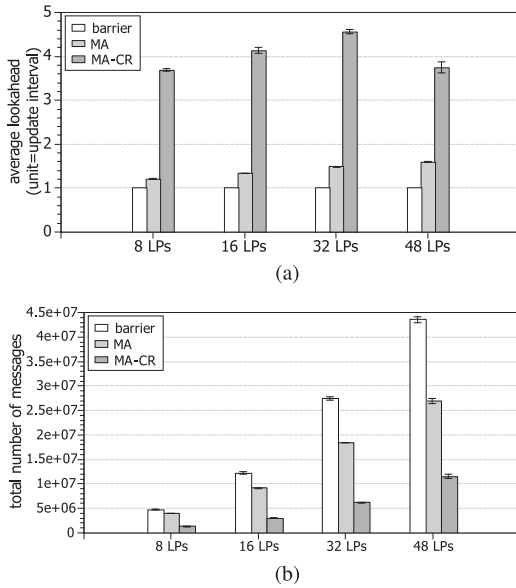 average lookahead
(unit=update interval)
5
4
3
2
1
0
barrier
MA
MA-CR
8 LPs
16 LPs
32 LPs
48 LPs
(a)
total number of messages
4.5e+07
4e+07
3.5e+07
3e+07
2.5e+07
2e+07
1.5e+07
1e+07
5e+06
0
barrier
MA
MA-CR
8 LPs
16 LPs
32 LPs
48 LPs
(b)